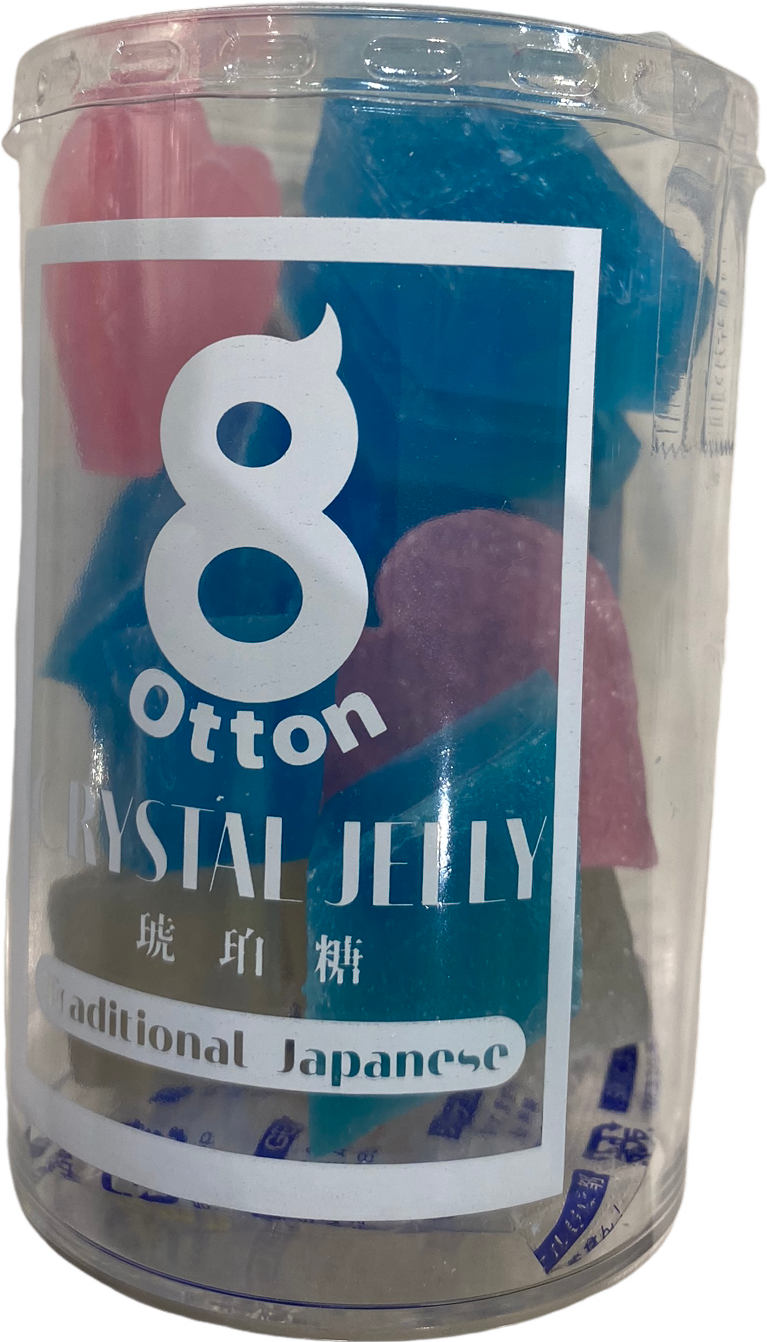 8
Otton
CRYSTAL JELLY
琥珀糖
Traditional Japanese